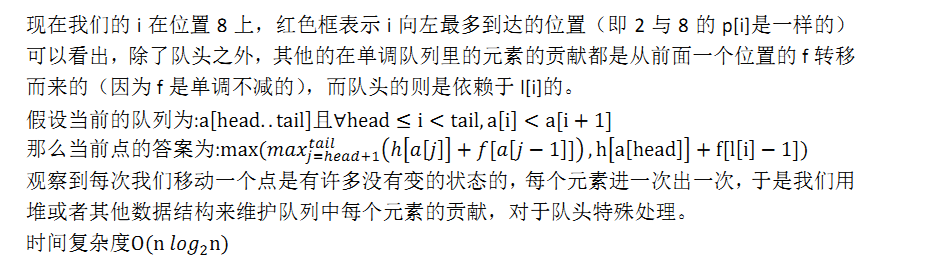 现在我们的 i 在位置 8 上，红色框表示 i 向左最多到达的位置（即 2 与 8 的 p[i]是一样的）
可以看出，除了队头之外，其他的在单调队列里的元素的贡献都是从前面一个位置的 f 转移
而来的（因为 f 是单调不减的），而队头的则是依赖于 l[i]的。
假设当前的队列为:a[head..tail]且∀head ≤ i < tail, a[i] < a[i + 1]
那么当前点的答案为:max(max_{j=head+1}^{tail}(h[a[j]] + f[a[j − 1]]), h[a[head]] + f[l[i] − 1])
观察到每次我们移动一个点是有许多没有变的状态的，每个元素进一次出一次，于是我们用
堆或者其他数据结构来维护队列中每个元素的贡献，对于队头特殊处理。
时间复杂度O(n log₂n)